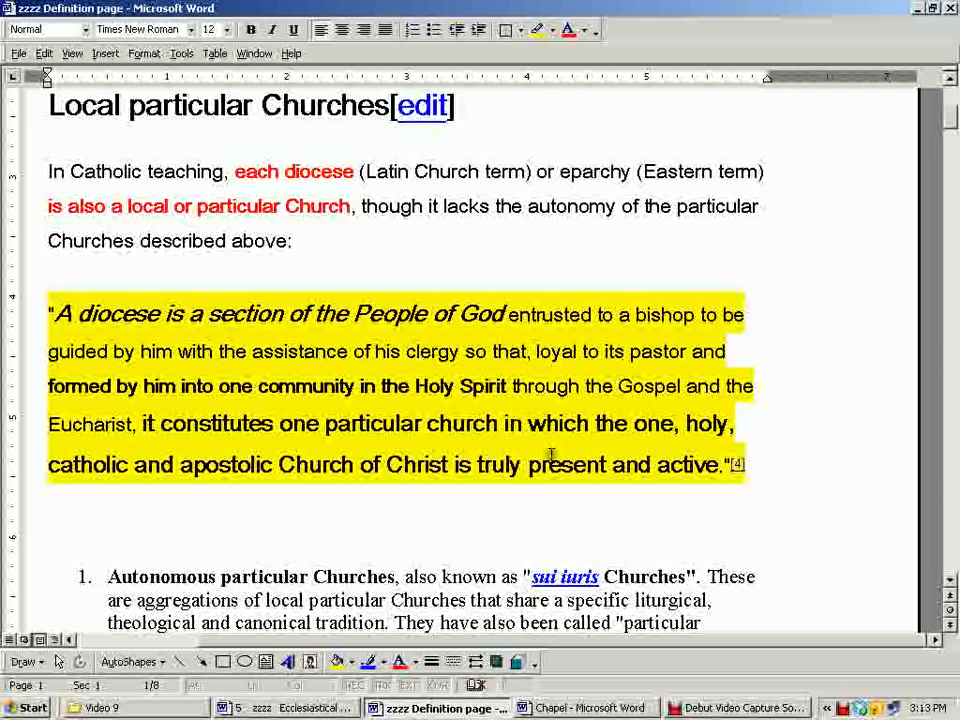 zzzz Definition page - Microsoft Word
Normal Times New Roman 12 B I U
File Edit View Insert Format Tools Table Window Help
1 2 3 4 5 7
Local particular Churches[edit]
In Catholic teaching, each diocese (Latin Church term) or eparchy (Eastern term)
is also a local or particular Church, though it lacks the autonomy of the particular
Churches described above:
"A diocese is a section of the People of God entrusted to a bishop to be
guided by him with the assistance of his clergy so that, loyal to its pastor and
formed by him into one community in the Holy Spirit through the Gospel and the
Eucharist, it constitutes one particular church in which the one, holy,
catholic and apostolic Church of Christ is truly present and active."[4]
1. Autonomous particular Churches, also known as "sui iuris Churches". These
are aggregations of local particular Churches that share a specific liturgical,
theological and canonical tradition. They have also been called "particular
Draw AutoShapes
Page 1 Sec 1 1/8 REC TRK EXT OVR
Start Video 9 5 zzzz Ecclesiastical ... zzzz Definition page -... Chapel - Microsoft Word Debut Video Capture So... 3:13 PM